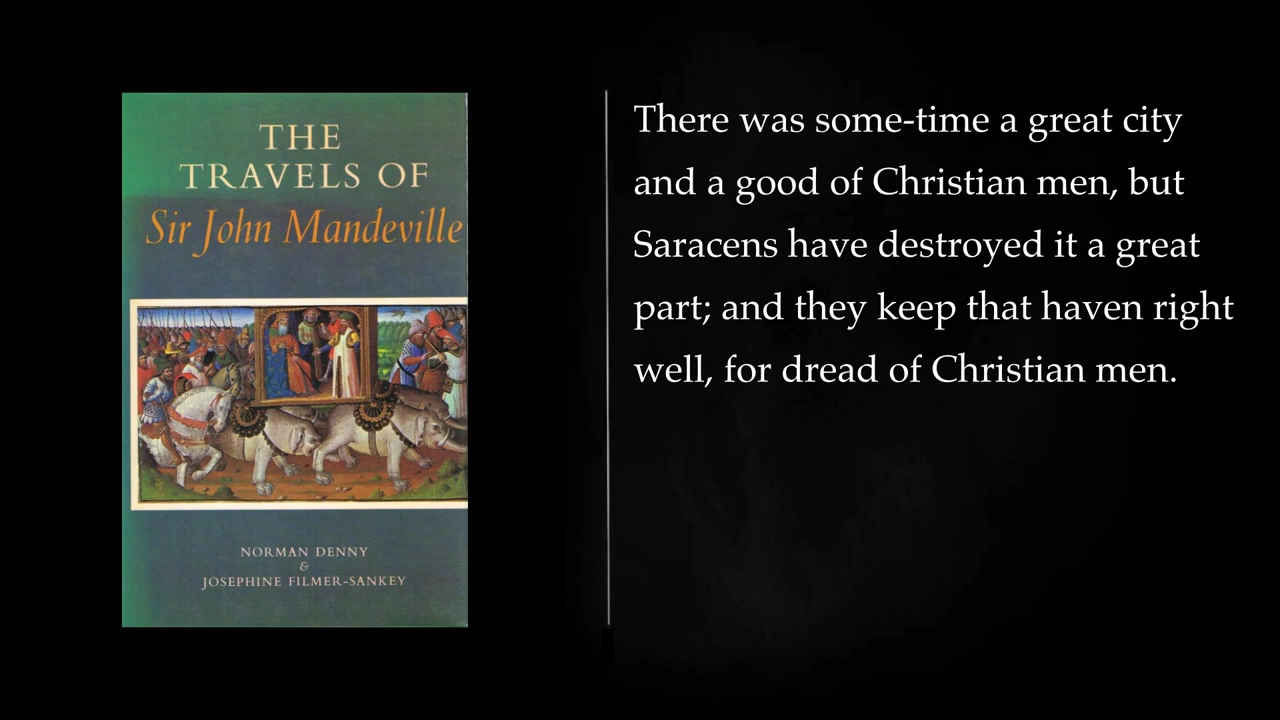 THE
TRAVELS OF
Sir John Mandeville
NORMAN DENNY
&
JOSEPHINE FILMER-SANKEY
There was some-time a great city
and a good of Christian men, but
Saracens have destroyed it a great
part; and they keep that haven right
well, for dread of Christian men.